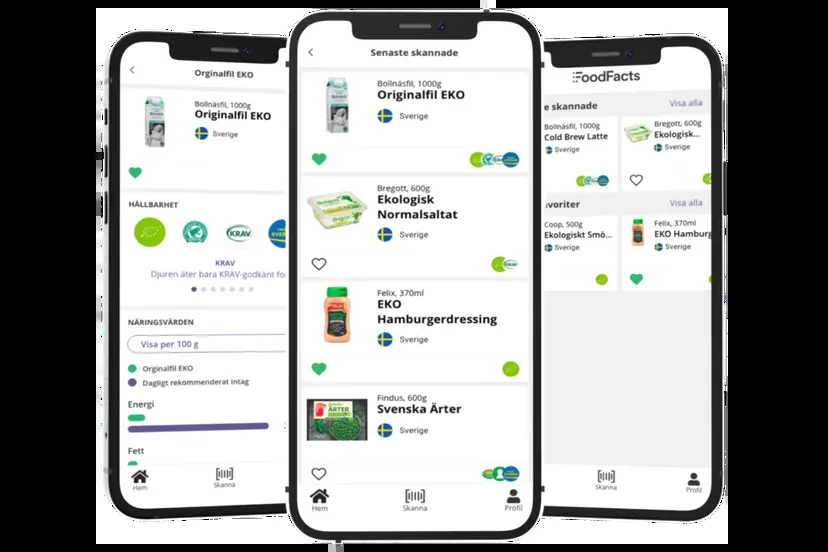 Orginalfil EKO
Bollnäsfil, 1000g
Orginalfil EKO
Sverige
HÅLLBARHET
KRAV
KRAV
Djuren äter bara KRAV-godkänt fo
NÄRINGSVÄRDEN
Visa per 100 g
Orginalfil EKO
Dagligt rekommenderat intag
Energi
Fett
Hem
Skanna
Senaste skannade
Bollnäsfil, 1000g
Originalfil EKO
Sverige
Bregott, 600g
Ekologisk
Normalsaltat
Sverige
Felix, 370ml
EKO
Hamburgerdressing
Sverige
Findus, 600g
Svenska Ärter
Sverige
ÄRTER
Hem
Skanna
Profil
FoodFacts
e skannade
Visa alla
Bollnäsfil, 1000g
Cold Brew Latte
Sverige
Bregott, 600g
Ekologisk...
Sverige
avoriter
Visa alla
Coop, 500g
Ekologiskt Smö...
Sverige
Felix, 370ml
EKO Hamburg
Sverige
Skanna
Profil